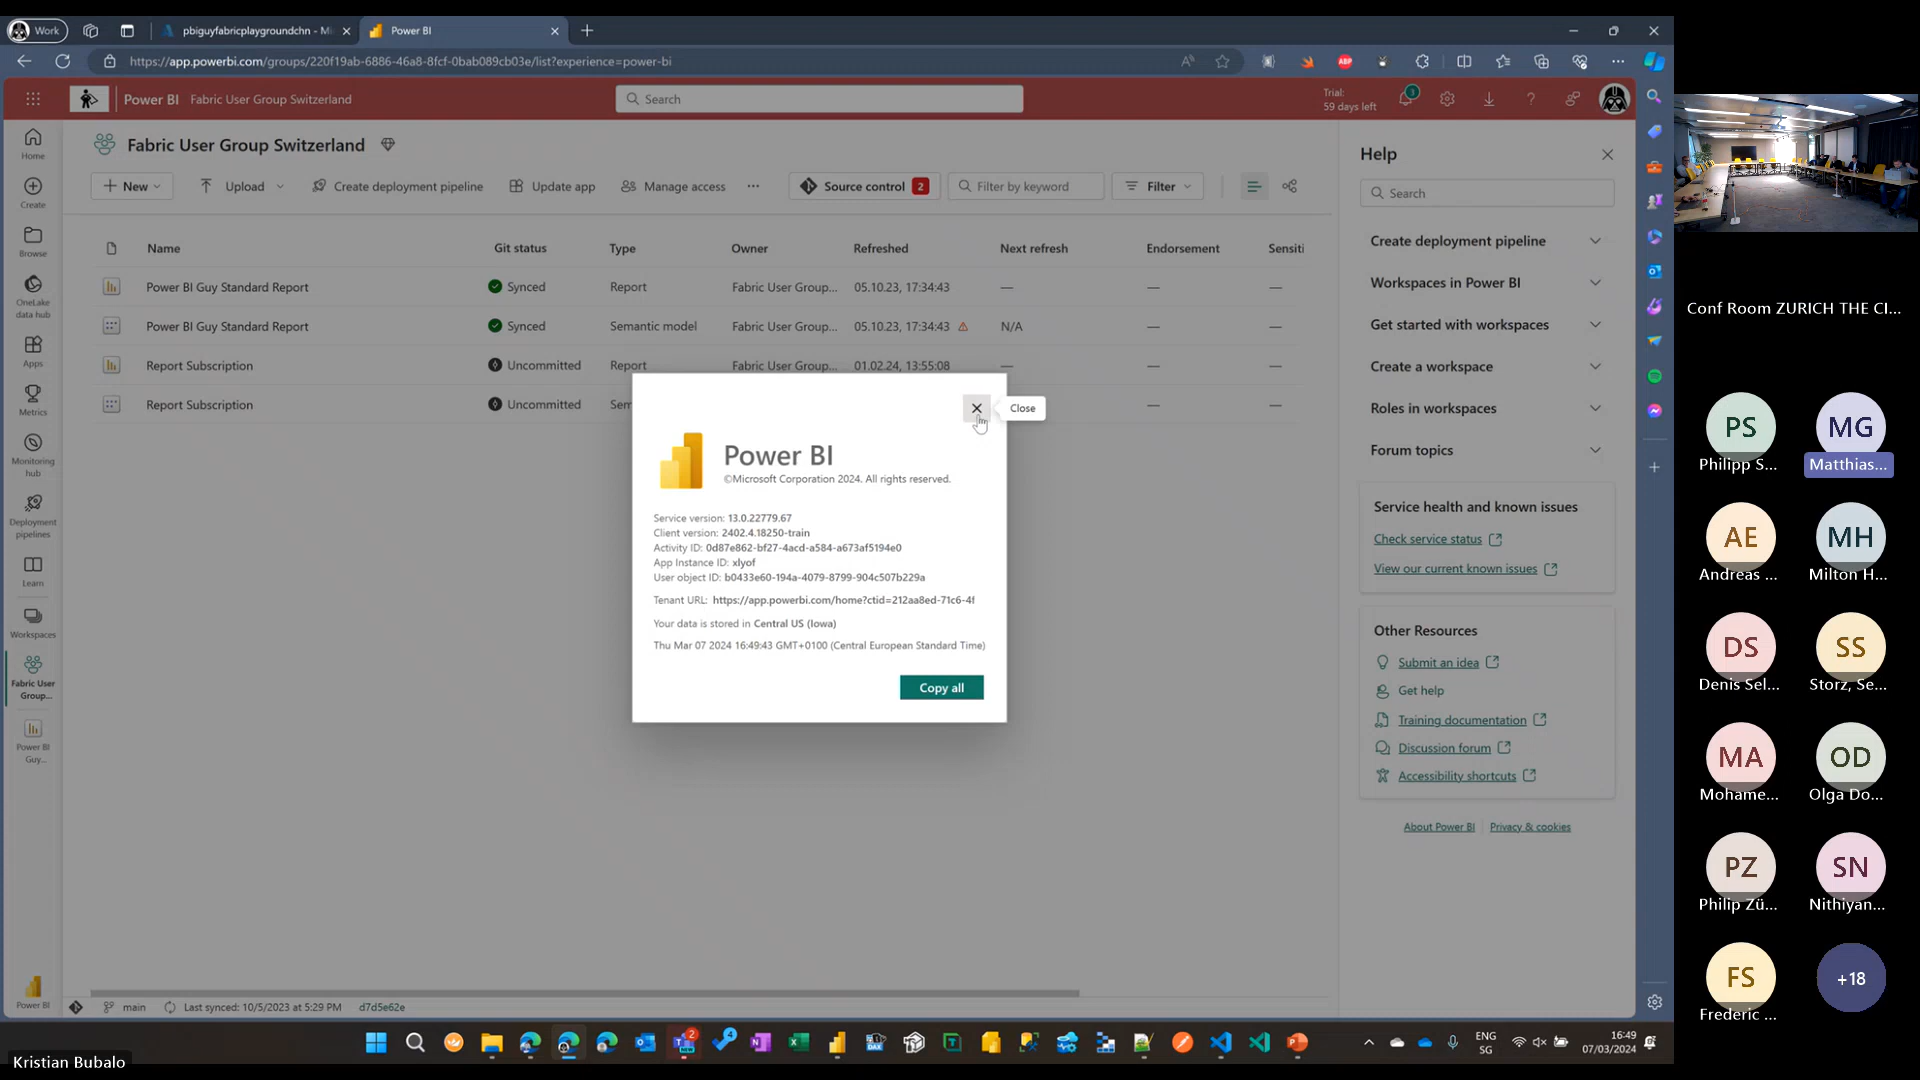 Work
pbiguyfabricplaygroundchn - Mi
Power BI
https://app.powerbi.com/groups/220f19ab-6886-46a8-8fcf-0bab089cb03e/list?experience=power-bi
Power BI Fabric User Group Switzerland
Search
Trial:
59 days left
3
Home
Create
Browse
OneLake
data hub
Apps
Metrics
Monitoring
hub
Deployment
pipelines
Learn
Workspaces
Fabric User
Group...
Power BI
Guy...
Power BI
Fabric User Group Switzerland
New
Upload
Create deployment pipeline
Update app
Manage access
Source control 2
Filter by keyword
Filter
Name Git status Type Owner Refreshed Next refresh Endorsement Sensiti
Power BI Guy Standard Report Synced Report Fabric User Group... 05.10.23, 17:34:43 — — —
Power BI Guy Standard Report Synced Semantic model Fabric User Group... 05.10.23, 17:34:43 N/A — —
Report Subscription Uncommitted Report Fabric User Group... 01.02.24, 13:55:08 — — —
Report Subscription Uncommitted Sem — —
Close
Power BI
©Microsoft Corporation 2024. All rights reserved.
Service version: 13.0.22779.67
Client version: 2402.4.18250-train
Activity ID: 0d87e862-bf27-4acd-a584-a673af5194e0
App Instance ID: xlyof
User object ID: b0433e60-194a-4079-8799-904c507b229a
Tenant URL: https://app.powerbi.com/home?ctid=212aa8ed-71c6-4f
Your data is stored in Central US (Iowa)
Thu Mar 07 2024 16:49:43 GMT+0100 (Central European Standard Time)
Copy all
Help
Search
Create deployment pipeline
Workspaces in Power BI
Get started with workspaces
Create a workspace
Roles in workspaces
Forum topics
Service health and known issues
Check service status
View our current known issues
Other Resources
Submit an idea
Get help
Training documentation
Discussion forum
Accessibility shortcuts
About Power BI | Privacy & cookies
main
Last synced: 10/5/2023 at 5:29 PM
d7d5e62e
ABP
2
4
ENG
SG
16:49
07/03/2024
Kristian Bubalo
Conf Room ZURICH THE CI...
PS
Philipp S...
MG
Matthias...
AE
Andreas ...
MH
Milton H...
DS
Denis Sel...
SS
Storz, Se...
MA
Mohame...
OD
Olga Do...
PZ
Philip Zü...
SN
Nithiyan...
FS
Frederic ...
+18